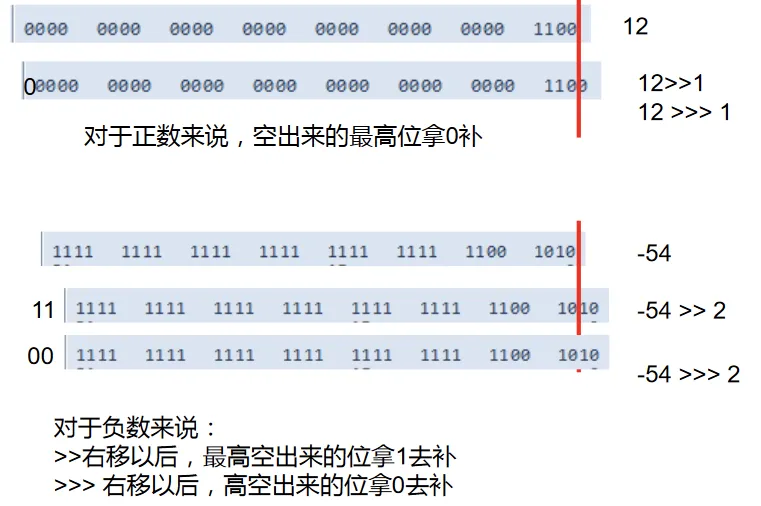 0000 0000 0000 0000 0000 0000 0000 1100 12
00000 0000 0000 0000 0000 0000 0000 1100 12>>1
12 >>> 1
对于正数来说，空出来的最高位拿0补
1111 1111 1111 1111 1111 1111 1100 1010 -54
11 1111 1111 1111 1111 1111 1111 1100 1010 -54 >> 2
00 1111 1111 1111 1111 1111 1111 1100 1010 -54 >>> 2
对于负数来说：
>>右移以后，最高空出来的位拿1去补
>>> 右移以后，高空出来的位拿0去补